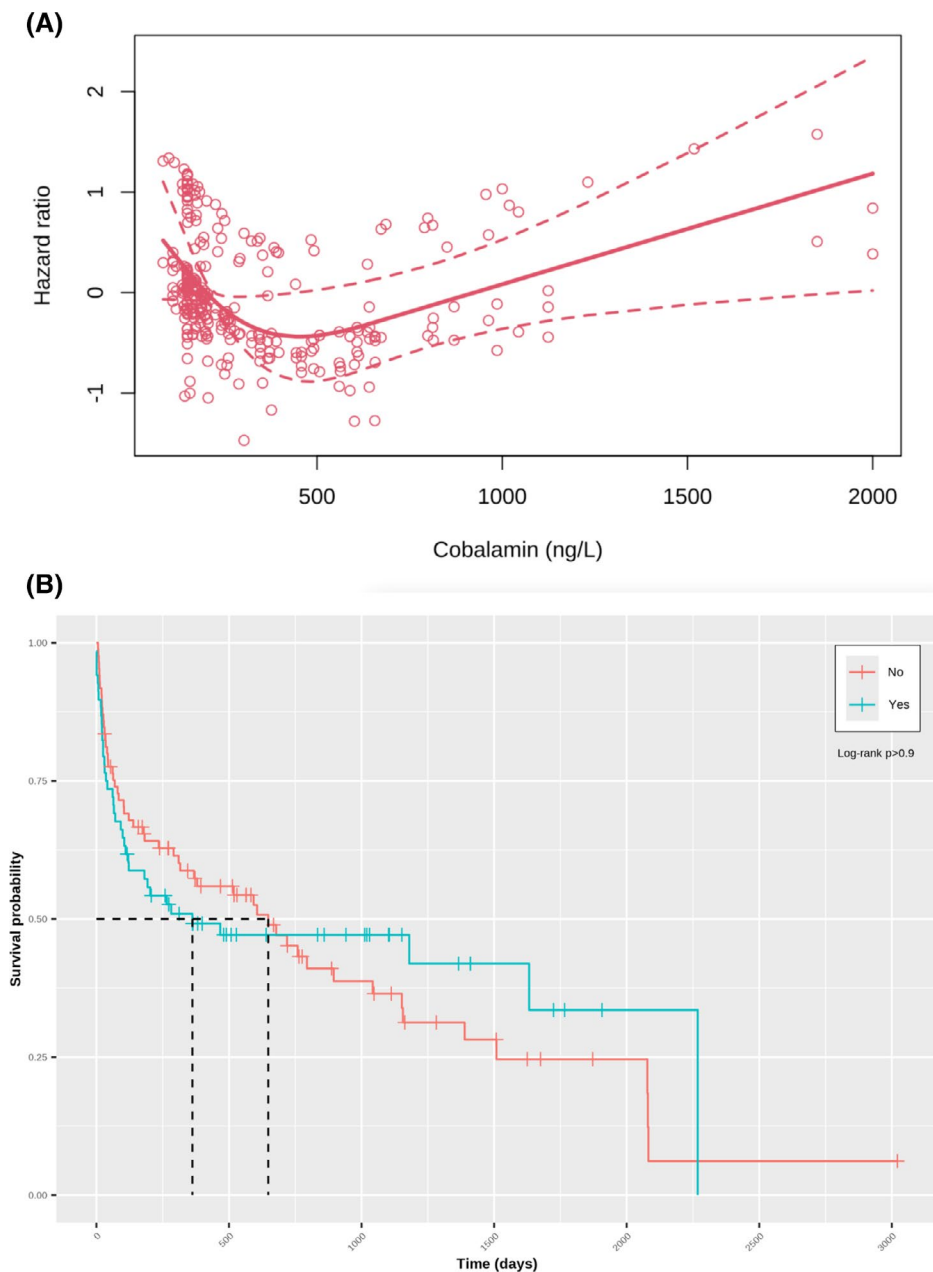 (A)
2
1
0
-1
Hazard ratio
500 1000 1500 2000
Cobalamin (ng/L)
(B)
1.00
0.75
0.50
0.25
0.00
Survival probability
No
Yes
Log-rank p>0.9
0 500 1000 1500 2000 2500 3000
Time (days)